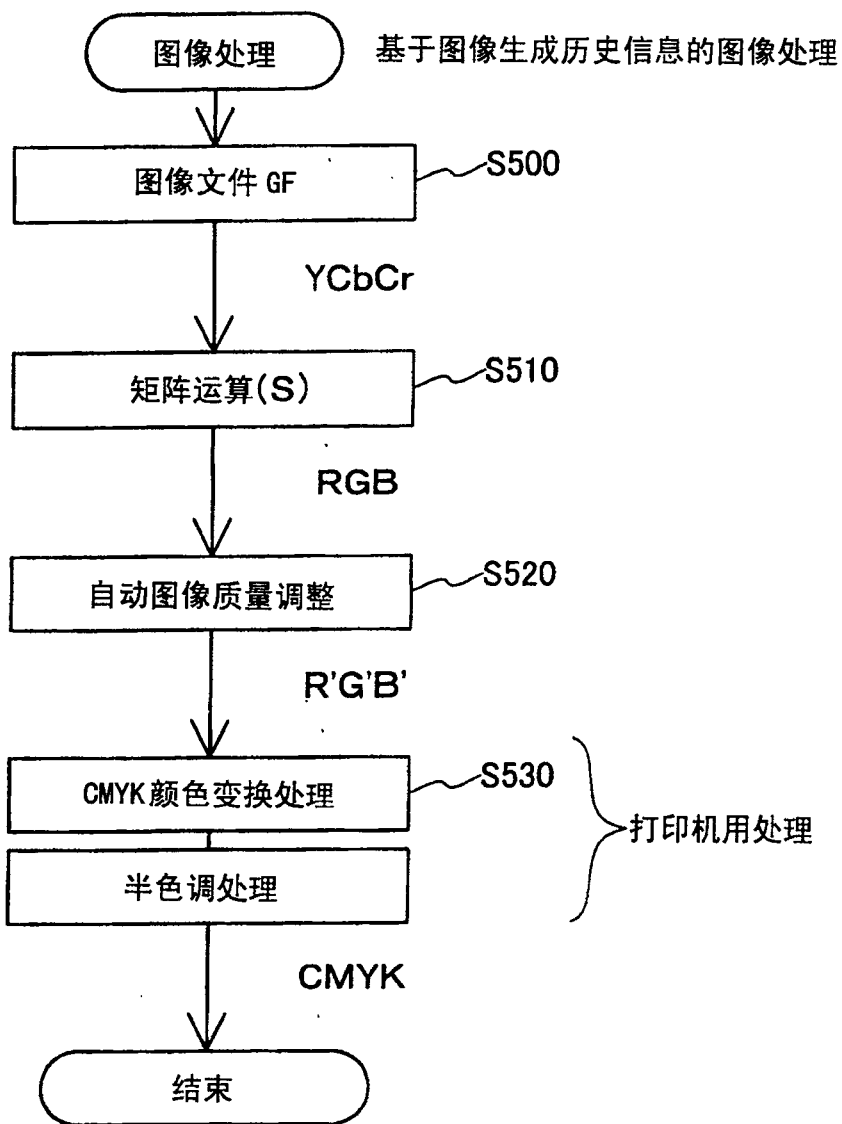 图像处理
基于图像生成历史信息的图像处理
图像文件 GF
S500
YCbCr
矩阵运算(S)
S510
RGB
自动图像质量调整
S520
R'G'B'
CMYK颜色变换处理
S530
打印机用处理
半色调处理
CMYK
结束